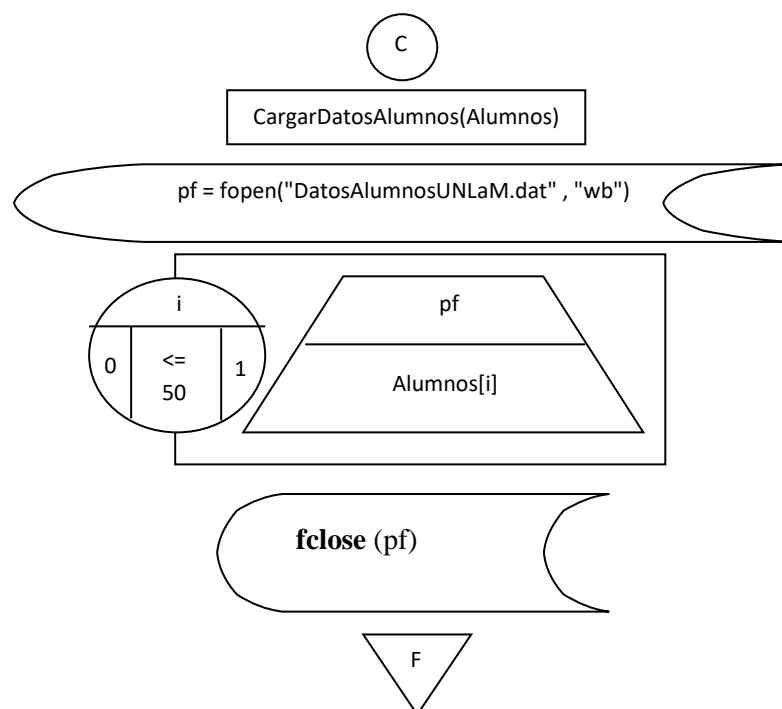 C
CargarDatosAlumnos(Alumnos)
pf = fopen("DatosAlumnosUNLaM.dat" , "wb")
i
0
<=
50
1
pf
Alumnos[i]
fclose (pf)
F